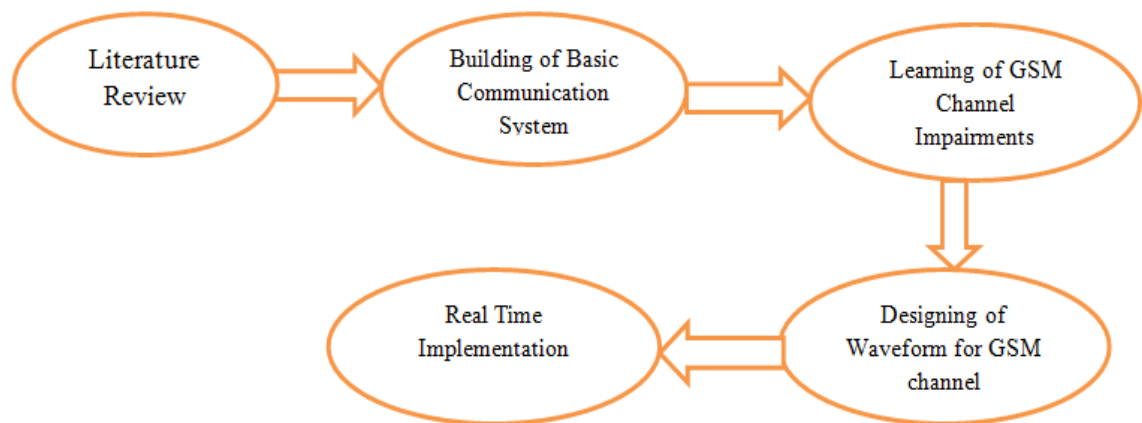 Literature
Review
Building of Basic
Communication
System
Learning of GSM
Channel
Impairments
Designing of
Waveform for GSM
channel
Real Time
Implementation